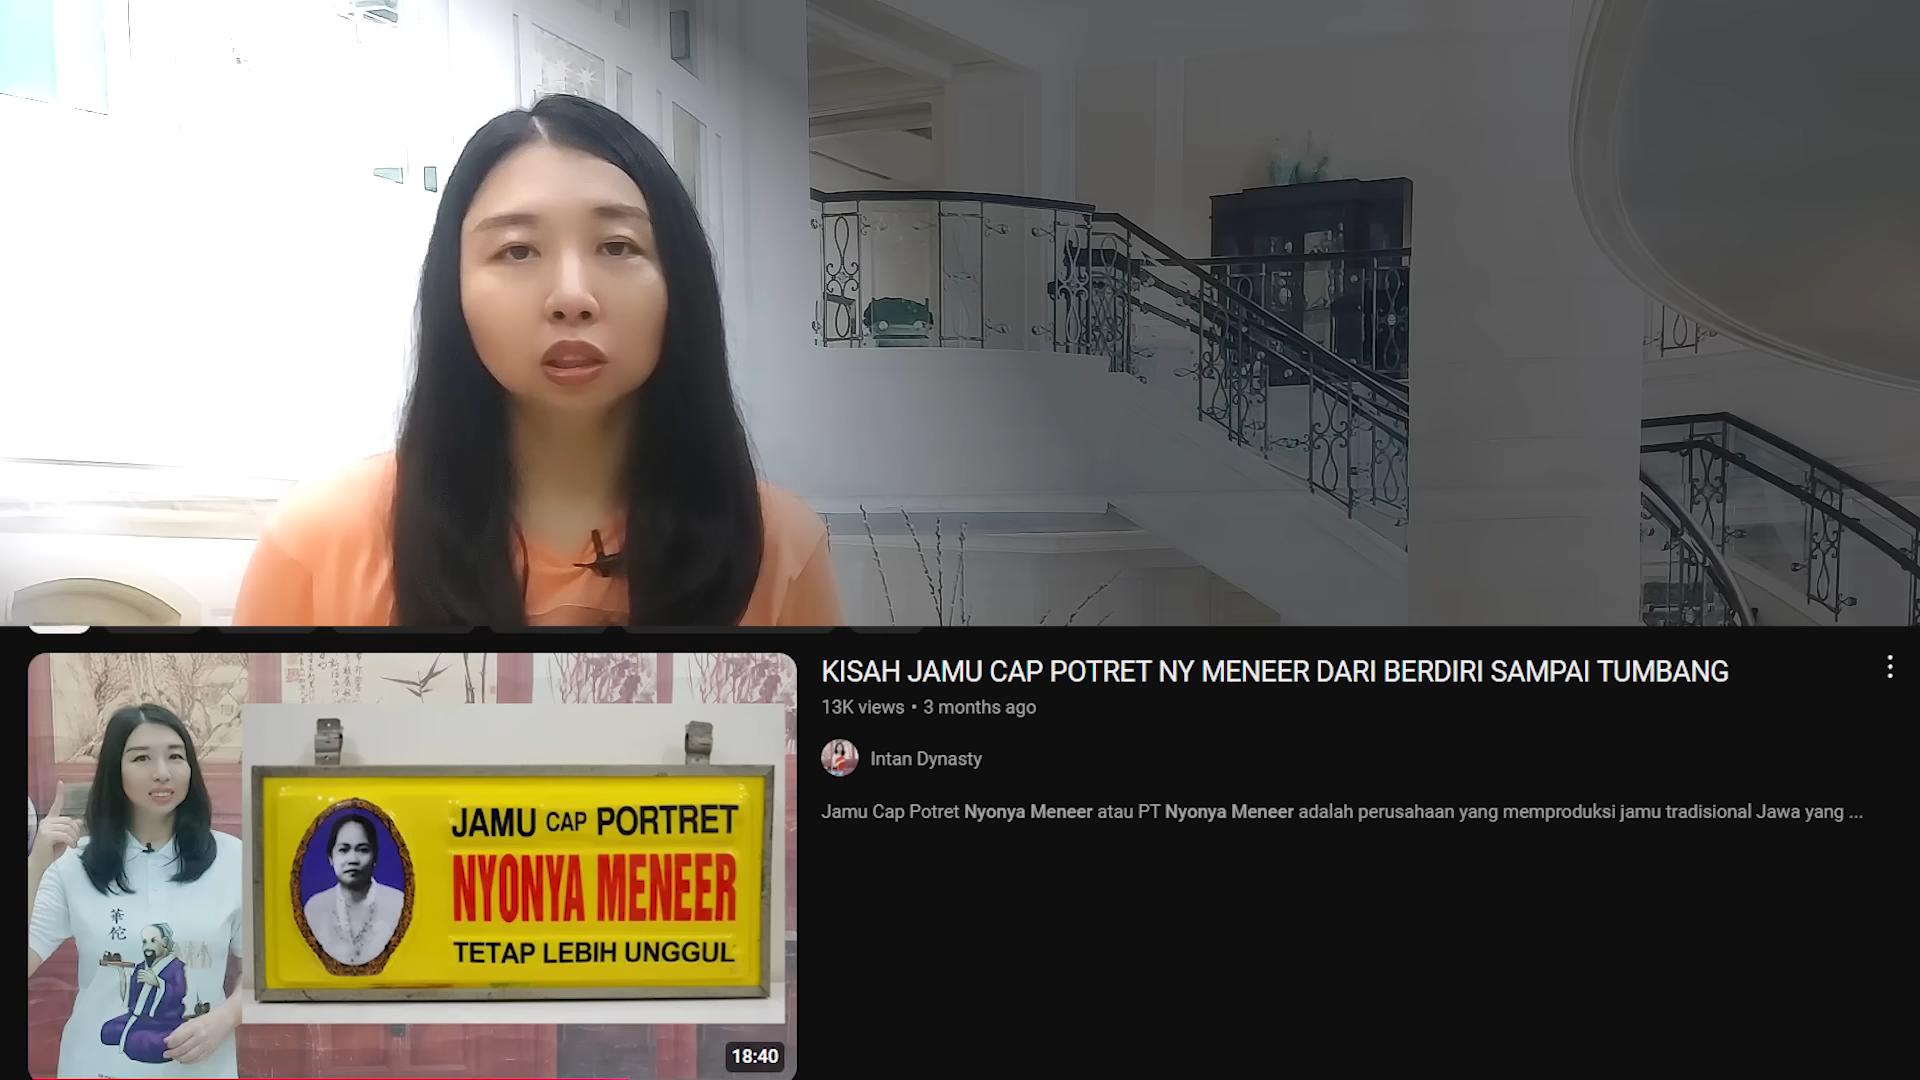 KISAH JAMU CAP POTRET NY MENEER DARI BERDIRI SAMPAI TUMBANG
13K views • 3 months ago
Intan Dynasty
Jamu Cap Potret Nyonya Meneer atau PT Nyonya Meneer adalah perusahaan yang memproduksi jamu tradisional Jawa yang ...
JAMU CAP PORTRET
NYONYA MENEER
TETAP LEBIH UNGGUL
華佗
18:40